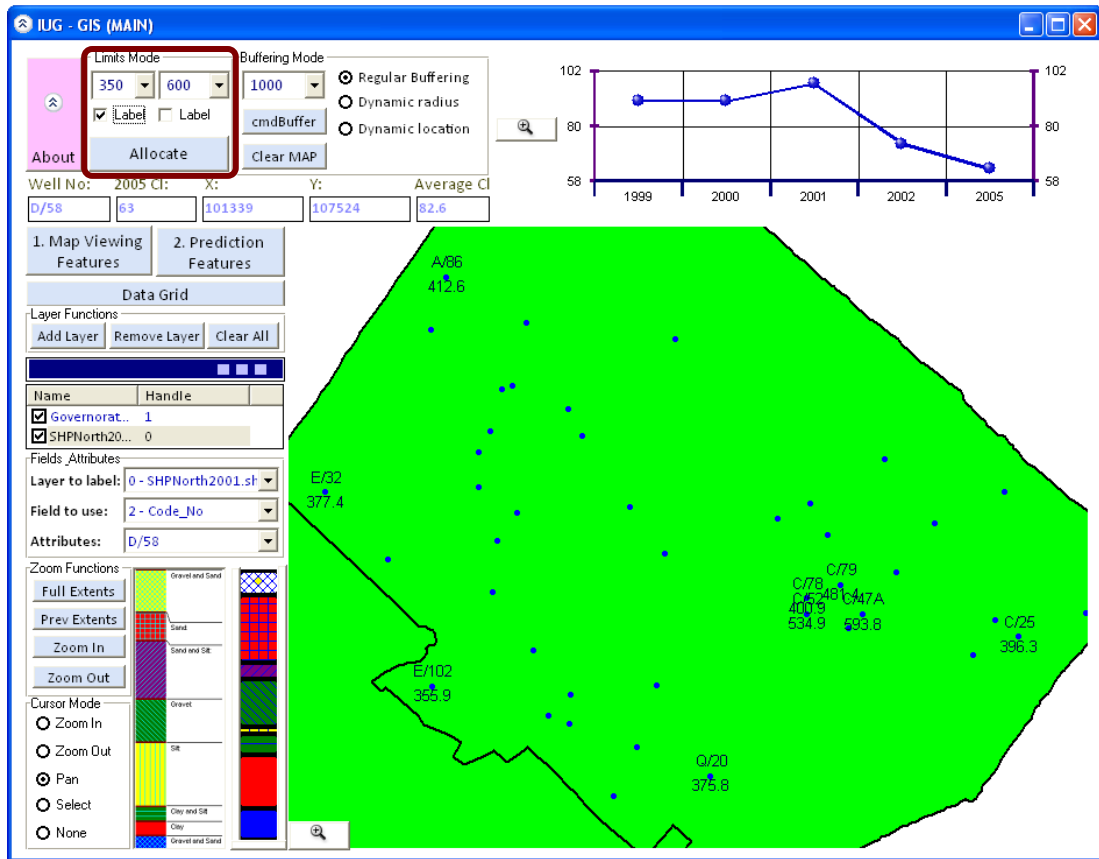 IUG - GIS (MAIN)
Limits Mode
350 600
Label Label
Allocate
About
Buffering Mode
1000
cmdBuffer
Clear MAP
Regular Buffering
Dynamic radius
Dynamic location
102 102
80 80
58 58
1999 2000 2001 2002 2005
Well No: 2005 Cl: X: Y: Average Cl
D/58 63 101339 107524 82.6
1. Map Viewing
Features
2. Prediction
Features
Data Grid
Layer Functions
Add Layer Remove Layer Clear All
Name Handle
Governorat... 1
SHPNorth20... 0
Fields_Attributes
Layer to label: 0 - SHPNorth2001.sh
Field to use: 2 - Code_No
Attributes: D/58
Zoom Functions
Full Extents
Prev Extents
Zoom In
Zoom Out
Cursor Mode
Zoom In
Zoom Out
Pan
Select
None
Gravel and Sand
Sand
Sand and Silt
Gravel
Silt
Clay and Silt
Clay
Gravel and Sand
A/86
412.6
E/32
377.4
C/79
481.4
C/78
400.9
C/52
534.9
C/47A
593.8
C/25
396.3
E/102
355.9
Q/20
375.8